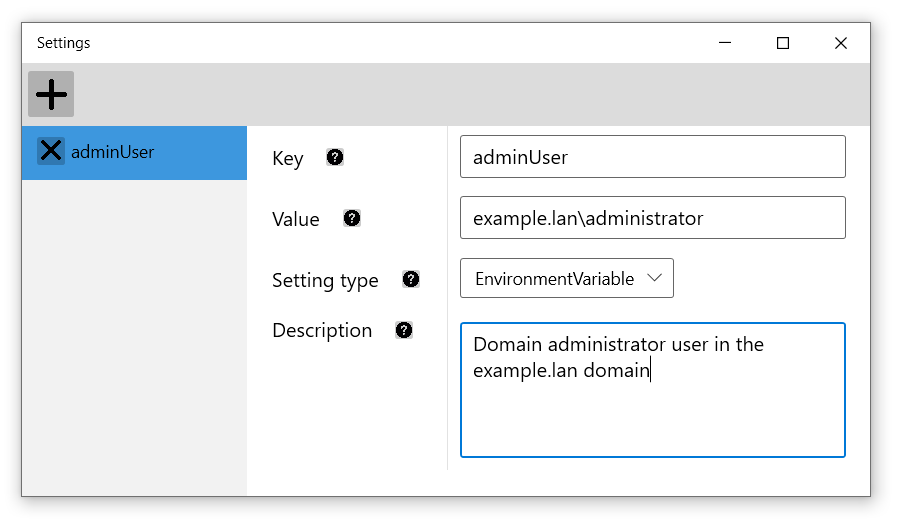 Settings
adminUser
Key
adminUser
Value
example.lan\administrator
Setting type
EnvironmentVariable
Description
Domain administrator user in the
example.lan domain